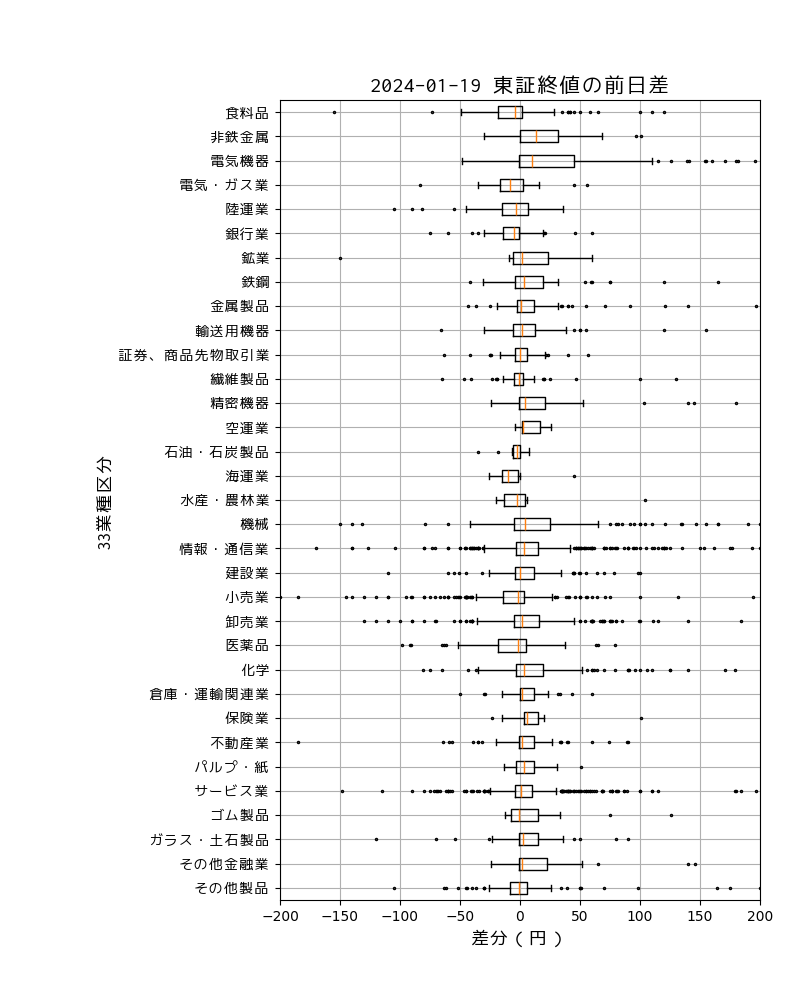 2024-01-19 東証終値の前日差
食料品
非鉄金属
電気機器
電気・ガス業
陸運業
銀行業
鉱業
鉄鋼
金属製品
輸送用機器
証券、商品先物取引業
繊維製品
精密機器
空運業
石油・石炭製品
海運業
水産・農林業
機械
情報・通信業
建設業
小売業
卸売業
医薬品
化学
倉庫・運輸関連業
保険業
不動産業
パルプ・紙
サービス業
ゴム製品
ガラス・土石製品
その他金融業
その他製品
33業種区分
−200 −150 −100 −50 0 50 100 150 200
差分（円）